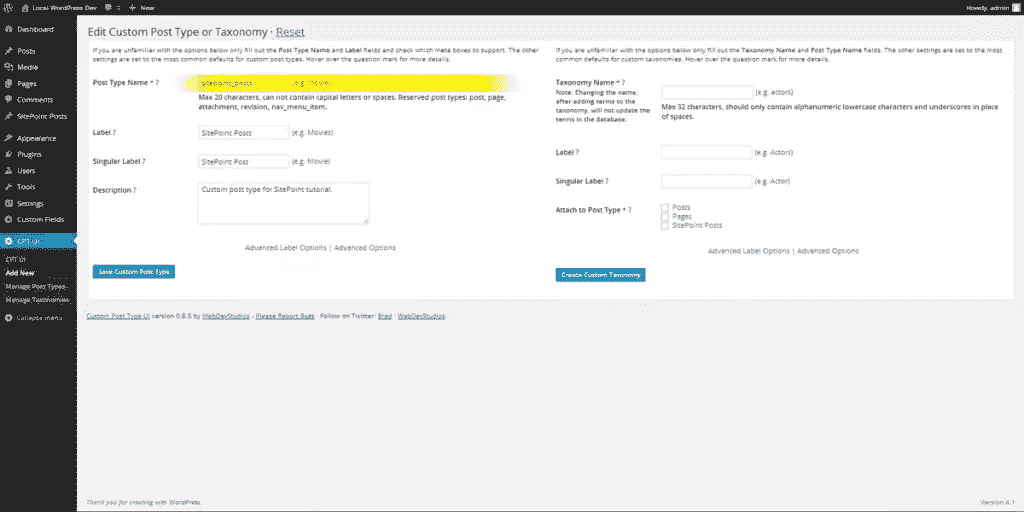 Local WordPress Dev
New
Howdy, admin
Dashboard
Posts
Media
Pages
Comments
SitePoint Posts
Appearance
Plugins
Users
Tools
Settings
Custom Fields
CPT UI
CPT UI
Add New
Manage Post Types
Manage Taxonomies
Collapse menu
Edit Custom Post Type or Taxonomy · Reset
If you are unfamiliar with the options below only fill out the Post Type Name and Label fields and check which meta boxes to support. The other
settings are set to the most common defaults for custom post types. Hover over the question mark for more details.
Post Type Name * ?
sitepoint_posts (e.g. Movie)
Max 20 characters, can not contain capital letters or spaces. Reserved post types: post, page,
attachment, revision, nav_menu_item.
Label ?
SitePoint Posts (e.g. Movies)
Singular Label ?
SitePoint Post (e.g. Movie)
Description ?
Custom post type for SitePoint tutorial.
Advanced Label Options | Advanced Options
Save Custom Post Type
If you are unfamiliar with the options below only fill out the Taxonomy Name and Post Type Name fields. The other settings are set to the most
common defaults for custom taxonomies. Hover over the question mark for more details.
Taxonomy Name * ?
Note: Changing the name,
after adding terms to the
taxonomy, will not update the
terms in the database.
(e.g. actors)
Max 32 characters, should only contain alphanumeric lowercase characters and underscores in place
of spaces.
Label ?
(e.g. Actors)
Singular Label ?
(e.g. Actor)
Attach to Post Type * ?
Posts
Pages
SitePoint Posts
Advanced Label Options | Advanced Options
Create Custom Taxonomy
Custom Post Type UI version 0.8.5 by WebDevStudios - Please Report Bugs · Follow on Twitter: Brad · WebDevStudios
Thank you for creating with WordPress.
Version 4.1